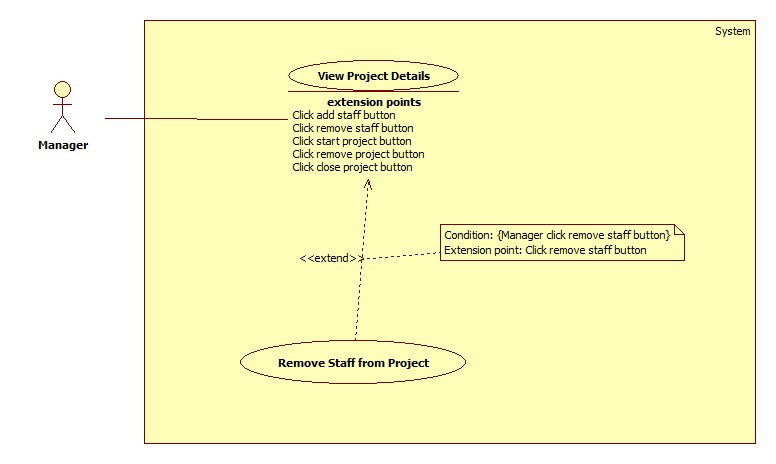 System
View Project Details
extension points
Click add staff button
Click remove staff button
Click start project button
Click remove project button
Click close project button
Manager
Condition: {Manager click remove staff button}
Extension point: Click remove staff button
<<extend>>
Remove Staff from Project